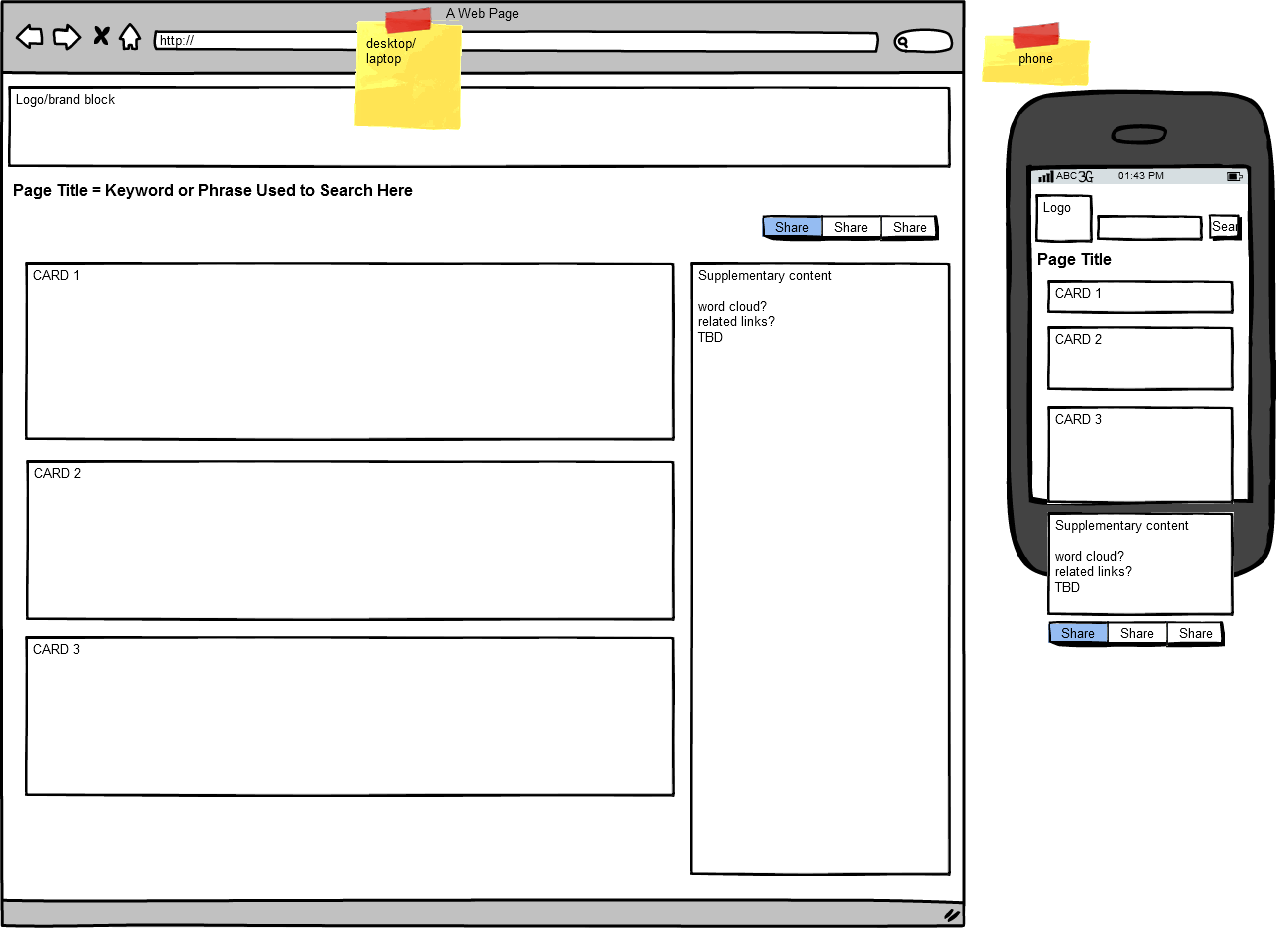 A Web Page
http://
desktop/
laptop
Logo/brand block
Page Title = Keyword or Phrase Used to Search Here
Share Share Share
CARD 1
CARD 2
CARD 3
Supplementary content
word cloud?
related links?
TBD
phone
ABC 3G 01:43 PM
Logo
Sear
Page Title
CARD 1
CARD 2
CARD 3
Supplementary content
word cloud?
related links?
TBD
Share Share Share